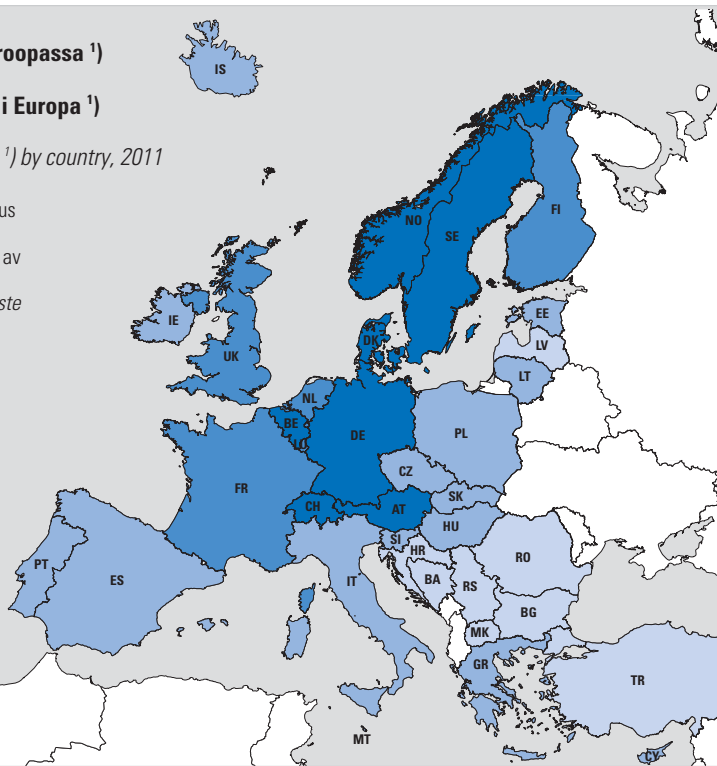 roopassa ¹)
i Europa ¹)
¹) by country, 2011
us
av
ste
IS
NO
SE
FI
EE
LV
LT
DK
IE
UK
NL
BE
LU
DE
PL
CZ
SK
FR
CH
AT
HU
SI
HR
RO
BA
RS
BG
PT
ES
IT
MK
GR
TR
MT
CY